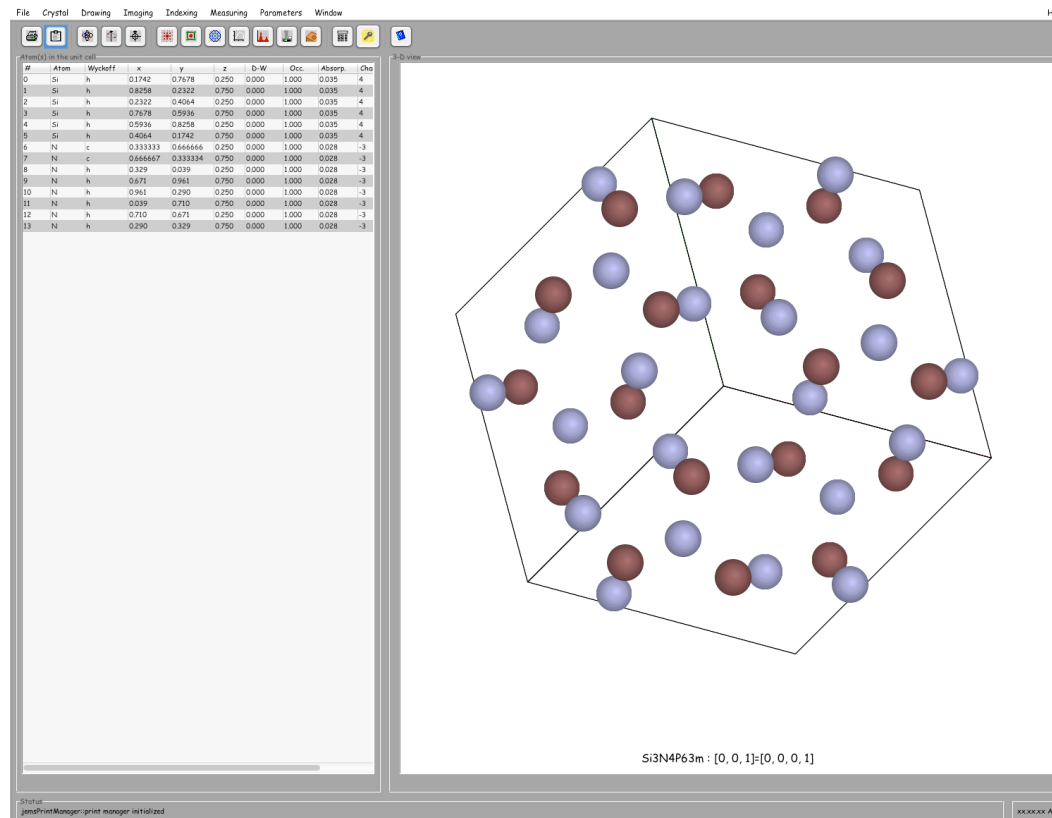 File Crystal Drawing Imaging Indexing Measuring Parameters Window H
Atom(s) in the unit cell
# Atom Wyckoff x y z D-W Occ. Absorp. Cha
0 Si h 0.1742 0.7678 0.250 0.000 1.000 0.035 4
1 Si h 0.8258 0.2322 0.750 0.000 1.000 0.035 4
2 Si h 0.2322 0.4064 0.250 0.000 1.000 0.035 4
3 Si h 0.7678 0.5936 0.750 0.000 1.000 0.035 4
4 Si h 0.5936 0.8258 0.250 0.000 1.000 0.035 4
5 Si h 0.4064 0.1742 0.750 0.000 1.000 0.035 4
6 N c 0.333333 0.666666 0.250 0.000 1.000 0.028 -3
7 N c 0.666667 0.333334 0.750 0.000 1.000 0.028 -3
8 N h 0.329 0.039 0.250 0.000 1.000 0.028 -3
9 N h 0.671 0.961 0.750 0.000 1.000 0.028 -3
10 N h 0.961 0.290 0.250 0.000 1.000 0.028 -3
11 N h 0.039 0.710 0.750 0.000 1.000 0.028 -3
12 N h 0.710 0.671 0.250 0.000 1.000 0.028 -3
13 N h 0.290 0.329 0.750 0.000 1.000 0.028 -3
3-D view
Si3N4P63m : [0, 0, 1]=[0, 0, 0, 1]
Status
jemsPrintManager::print manager initialized
xx.xx.xx A